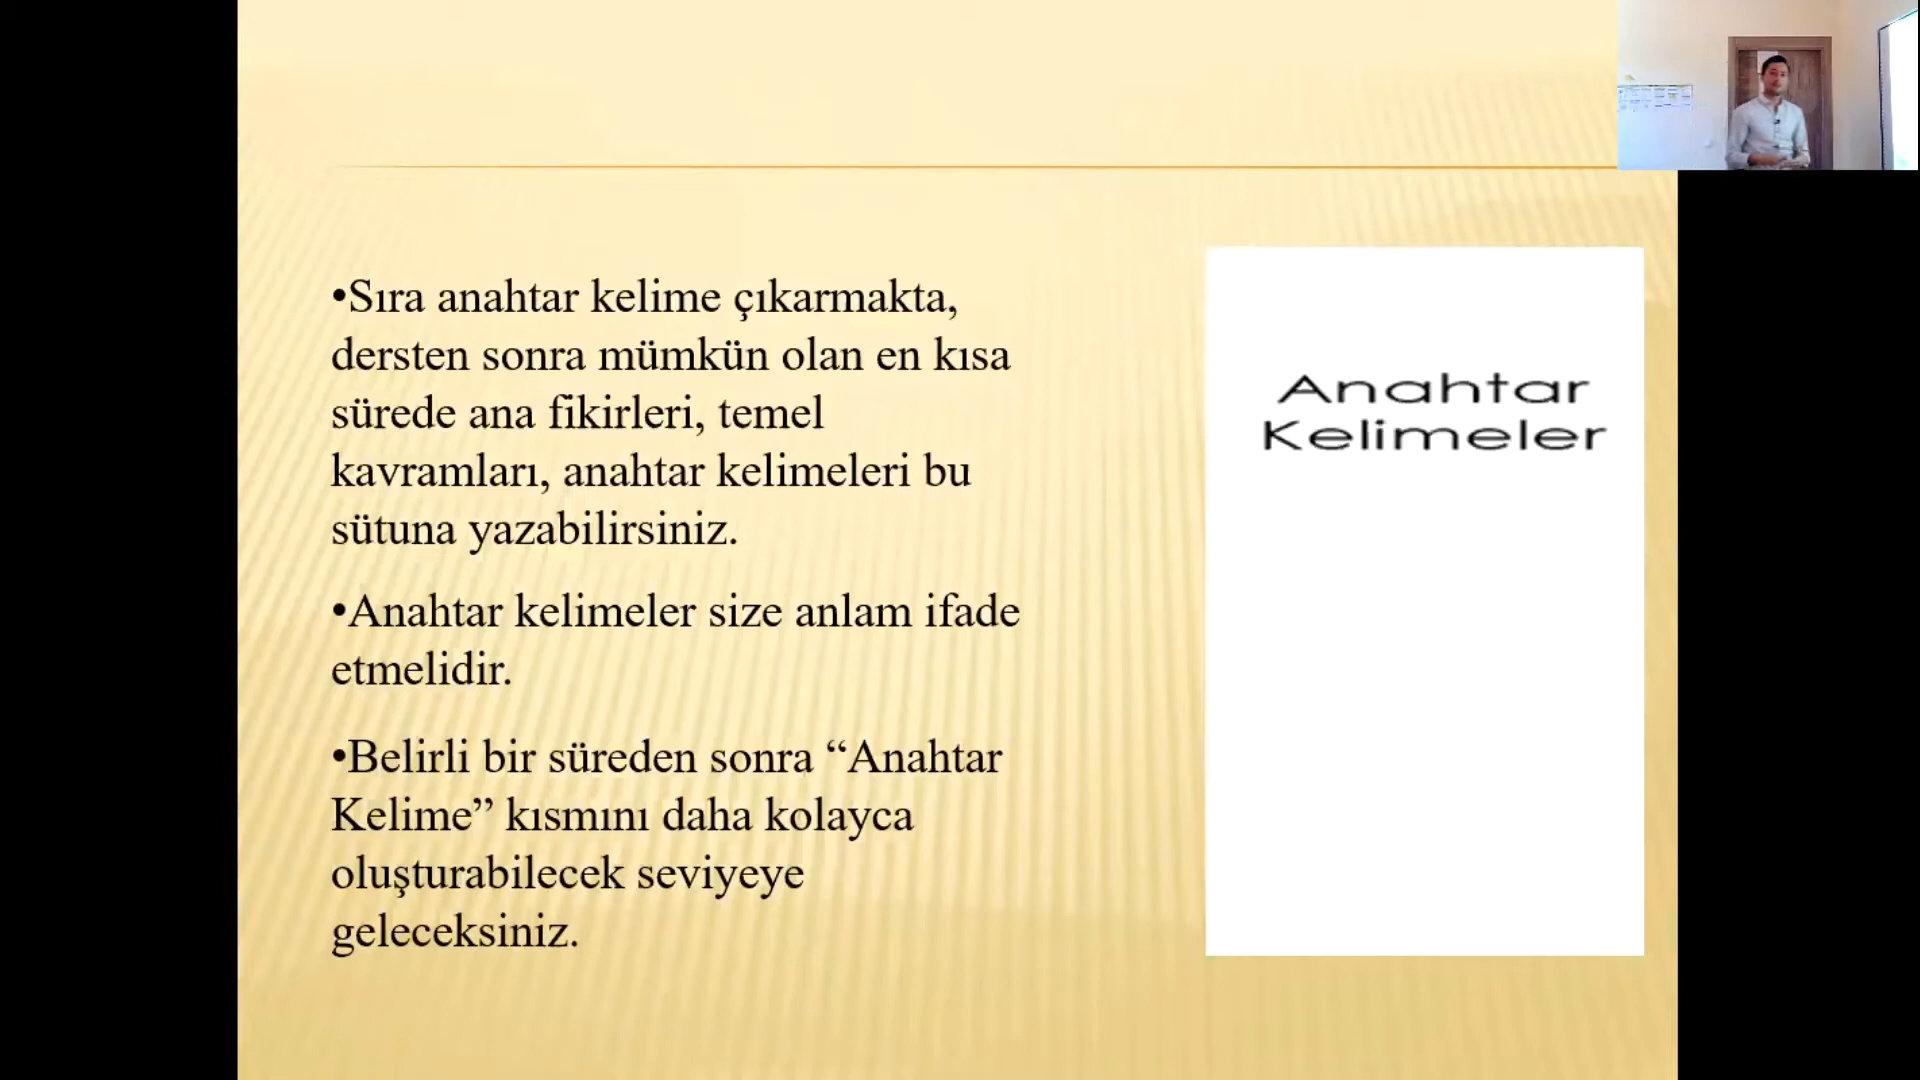 •Sıra anahtar kelime çıkarmakta,
dersten sonra mümkün olan en kısa
sürede ana fikirleri, temel
kavramları, anahtar kelimeleri bu
sütuna yazabilirsiniz.
•Anahtar kelimeler size anlam ifade
etmelidir.
•Belirli bir süreden sonra “Anahtar
Kelime” kısmını daha kolayca
oluşturabilecek seviyeye
geleceksiniz.
Anahtar
Kelimeler